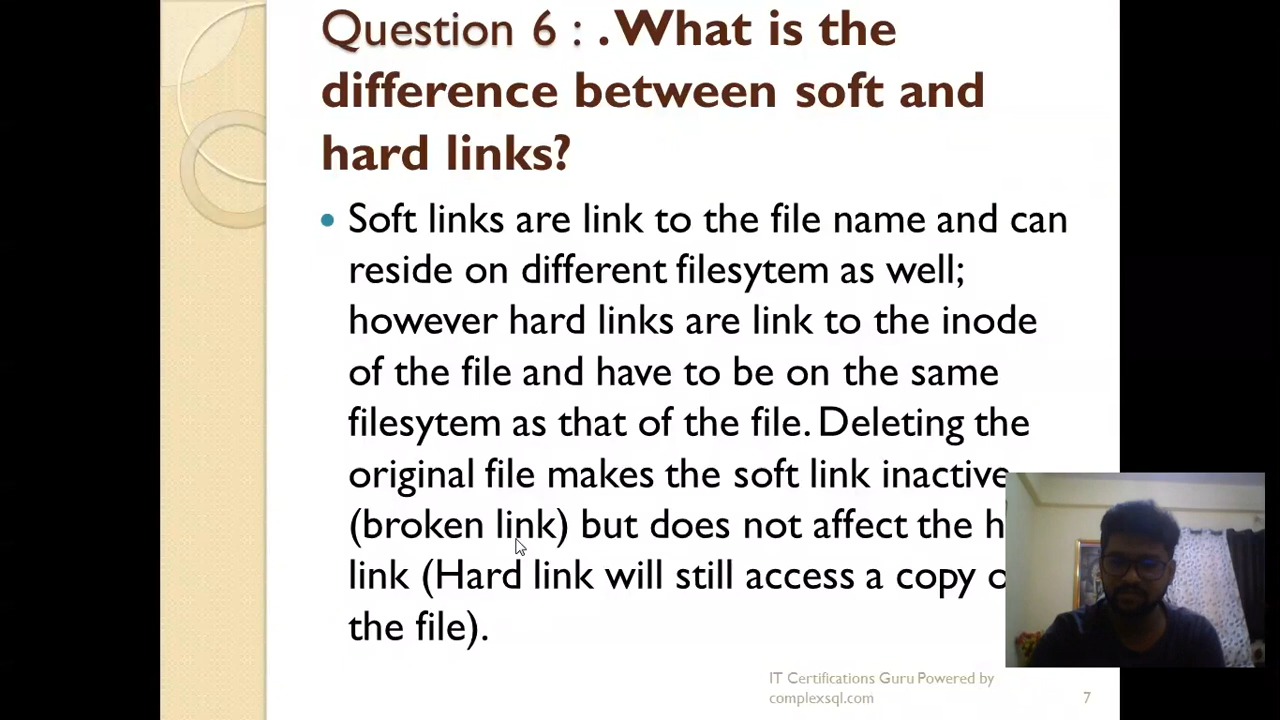 Question 6 : . What is the
difference between soft and
hard links?
• Soft links are link to the file name and can
reside on different filesytem as well;
however hard links are link to the inode
of the file and have to be on the same
filesytem as that of the file. Deleting the
original file makes the soft link inactive
(broken link) but does not affect the
link (Hard link will still access a copy
the file).
IT Certifications Guru Powered by
complexsql.com
7